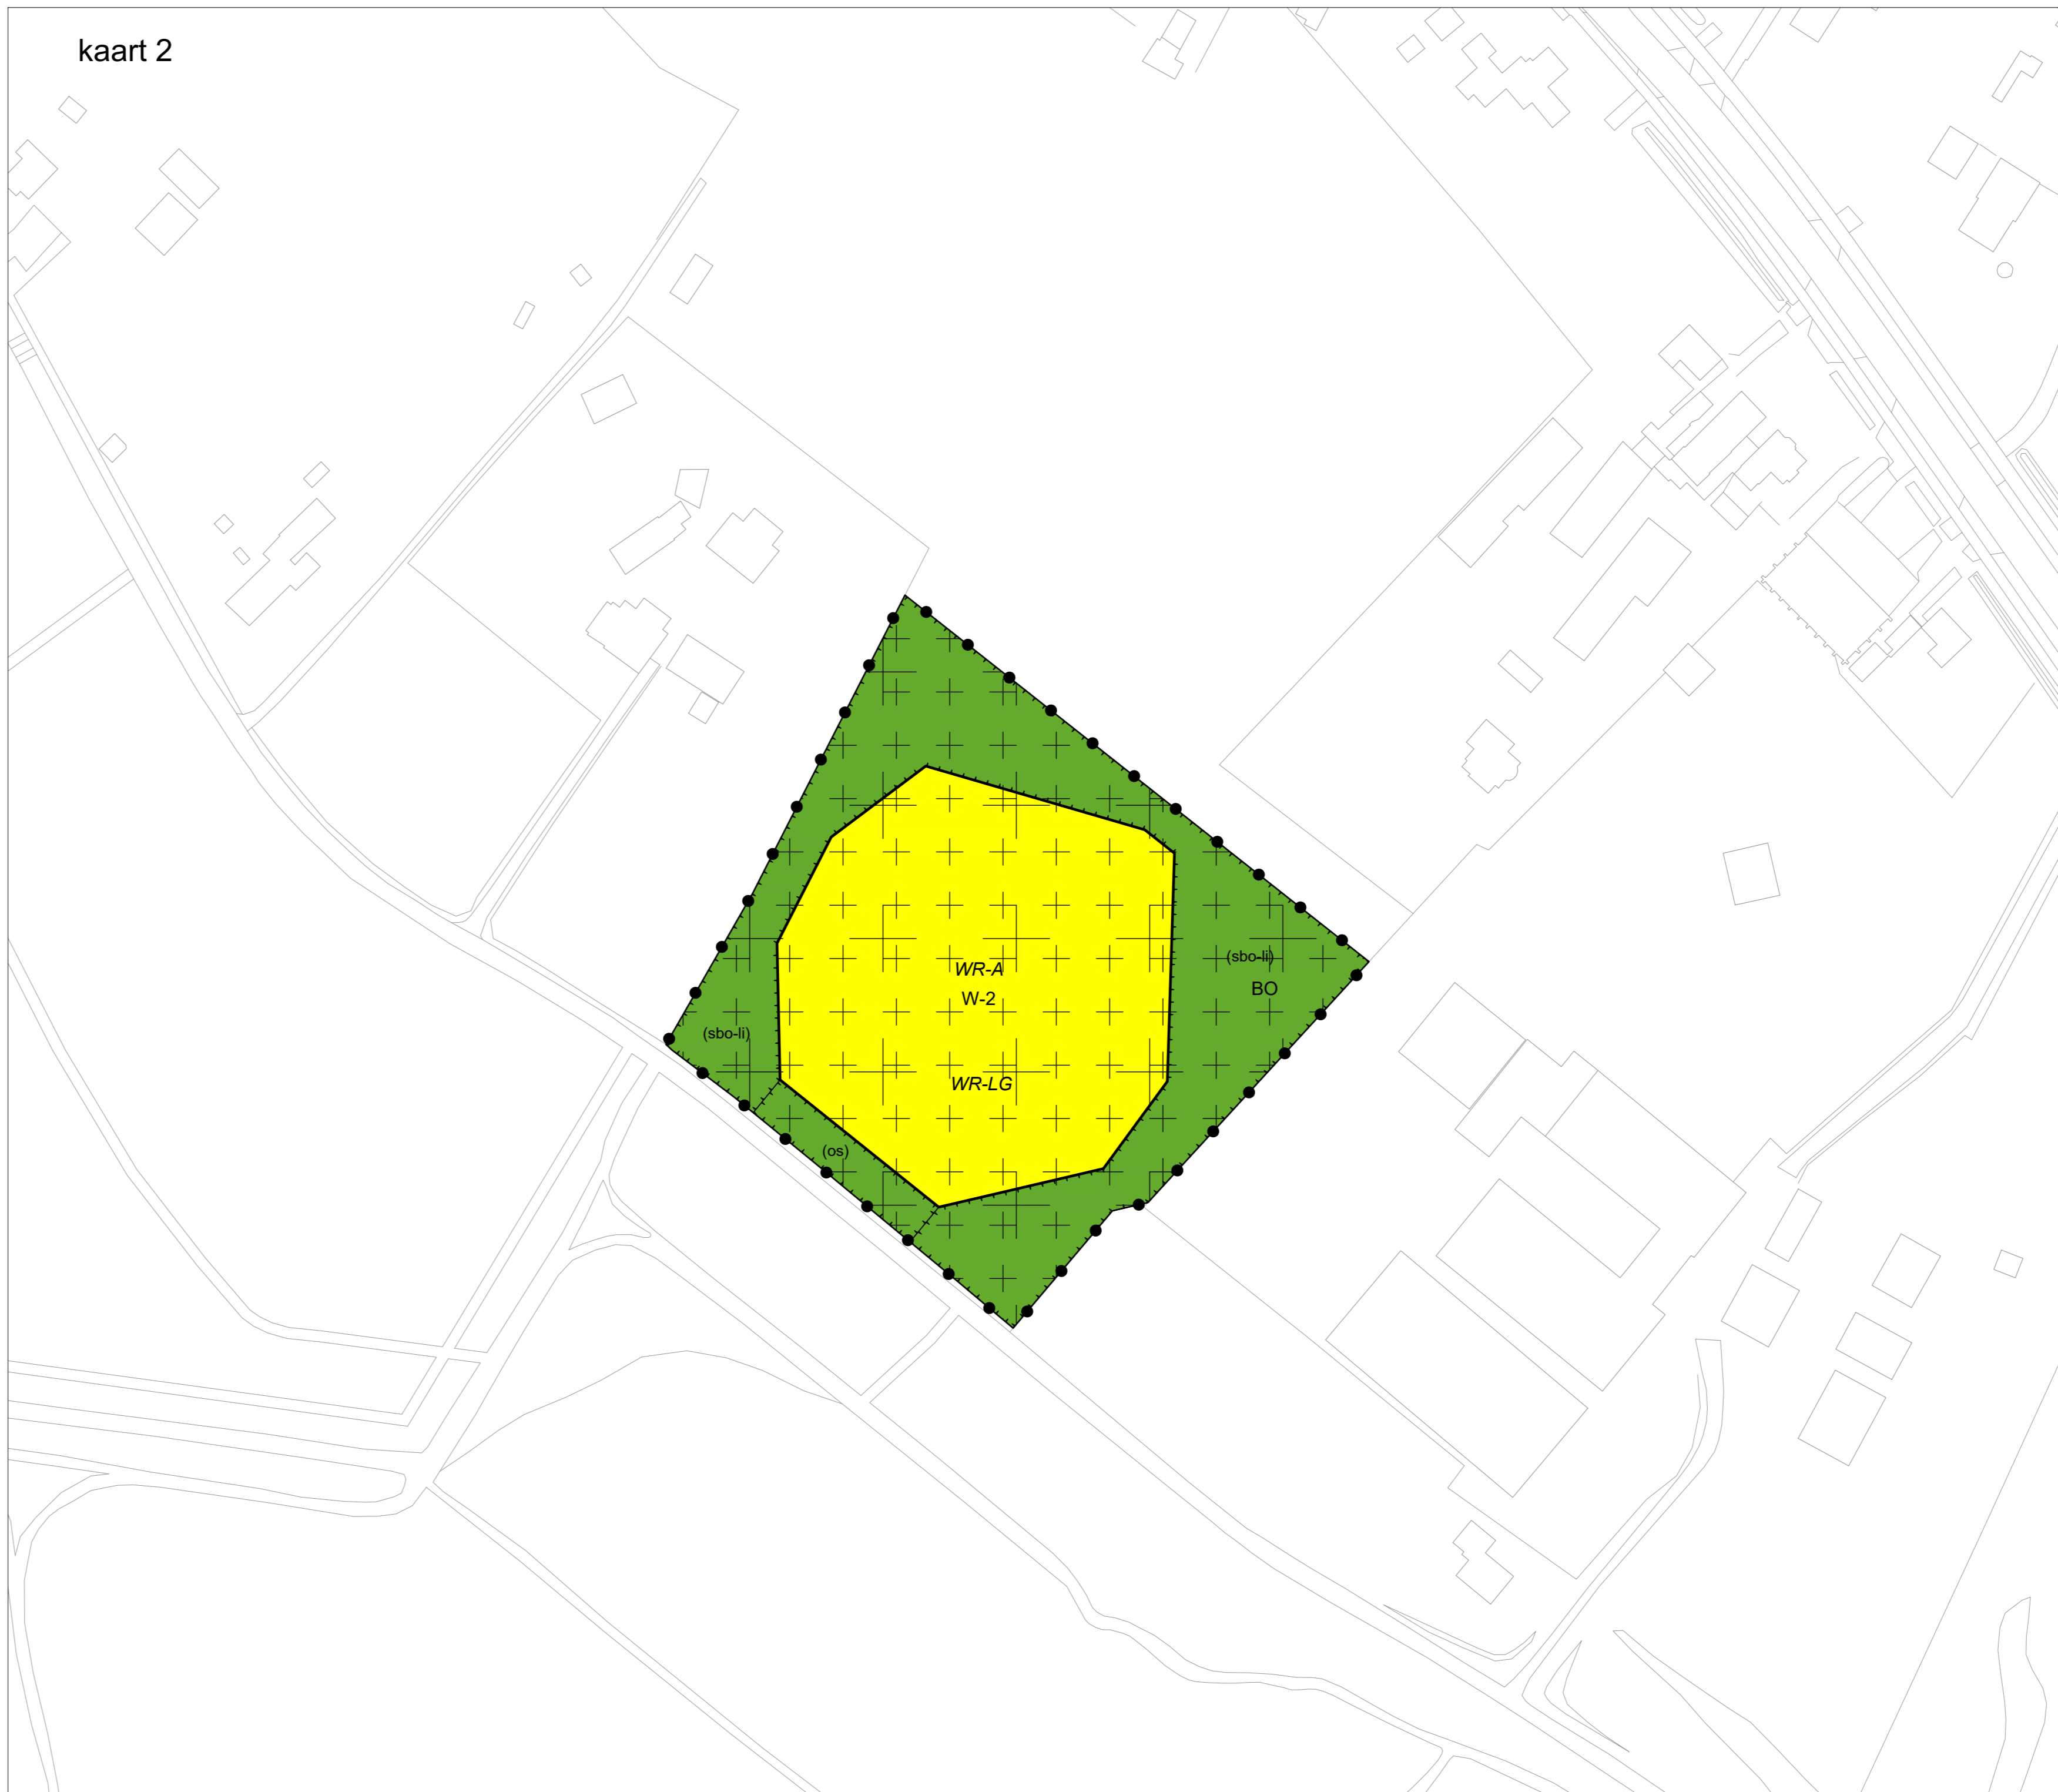 kaart 2
(sbo-li)
WR-A
BO
W-2
(sbo-li)
WR-LG
(os)